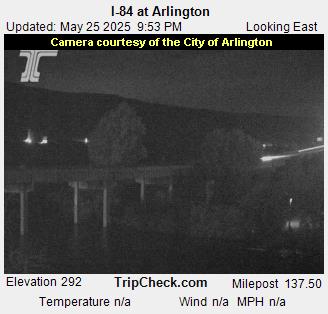 I-84 at Arlington
Updated: May 25 2025 9:53 PM Looking East
Camera courtesy of the City of Arlington
Elevation 292 TripCheck.com Milepost 137.50
Temperature n/a Wind n/a MPH n/a